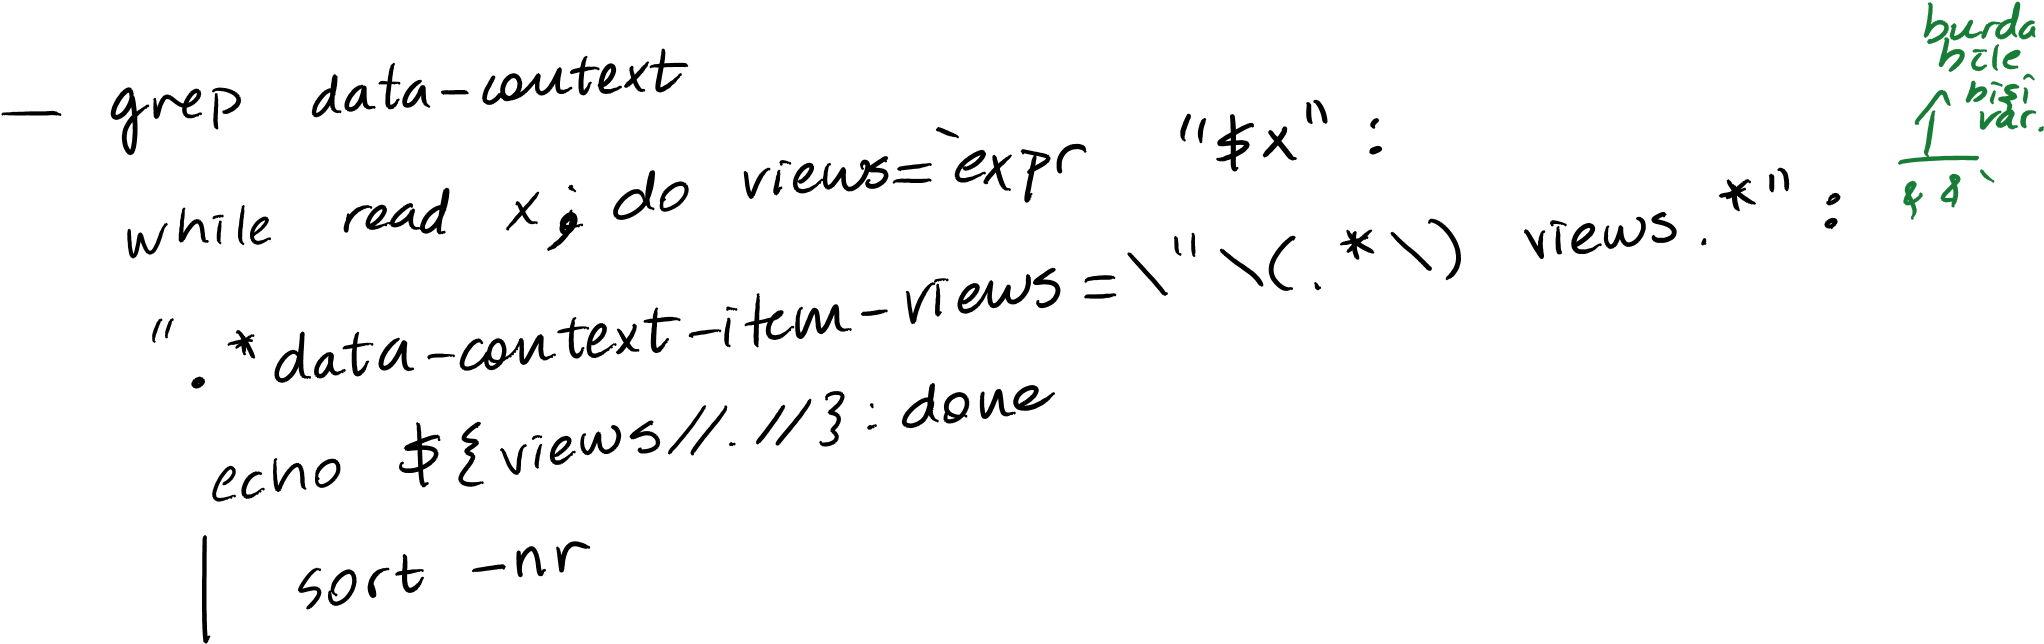 — grep data-context
while read x; do views=`expr "$x" :
".*data-context-item-views=\"\(.*\) views.*" :
echo ${views//.//} : done
| sort -nr
burda
bile
bişi
var.
&&`